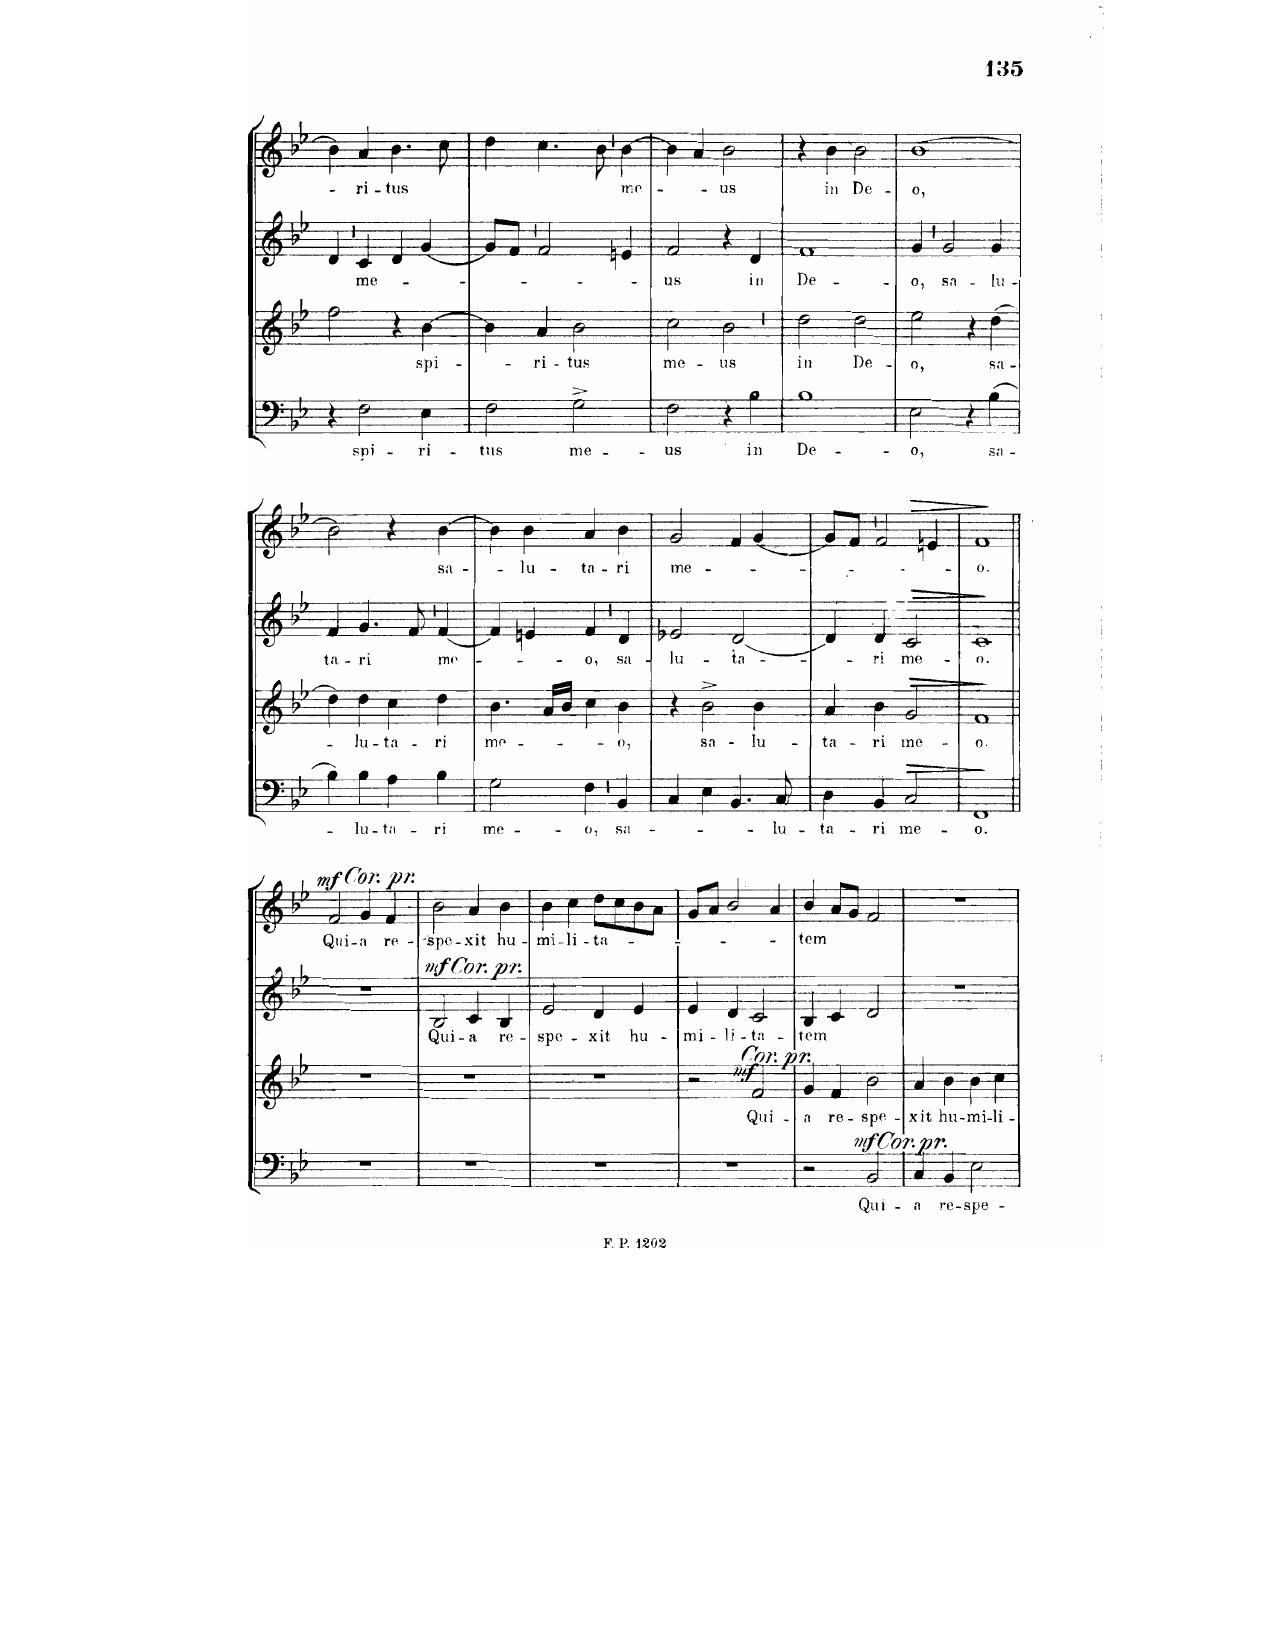 135
- ri - tus me - - us in De - o,
me - - - - us in De - - o, sa - lu -
spi - - ri - tus me - us in De - o, sa -
spi - ri - tus me - - us in De - - o, sa -
sa - - lu - ta - ri me - - - - - o.
ta - ri me - - - o, sa - lu - ta - - - ri me - o.
- lu - ta - ri me - - - o, sa - lu - ta - ri me - o.
- lu - ta - ri me - - o, sa - - - lu - ta - ri me - o.
mf Cor. pr.
Qui - a re - spe - xit hu - mi - li - ta - - - - tem
mf Cor. pr.
Qui - a re - spe - xit hu - mi - li - ta - tem
Cor. pr.
mf
Qui - a re - spe - xit hu - mi - li -
mf Cor. pr.
Qui - a re - spe -
F. P. 1202